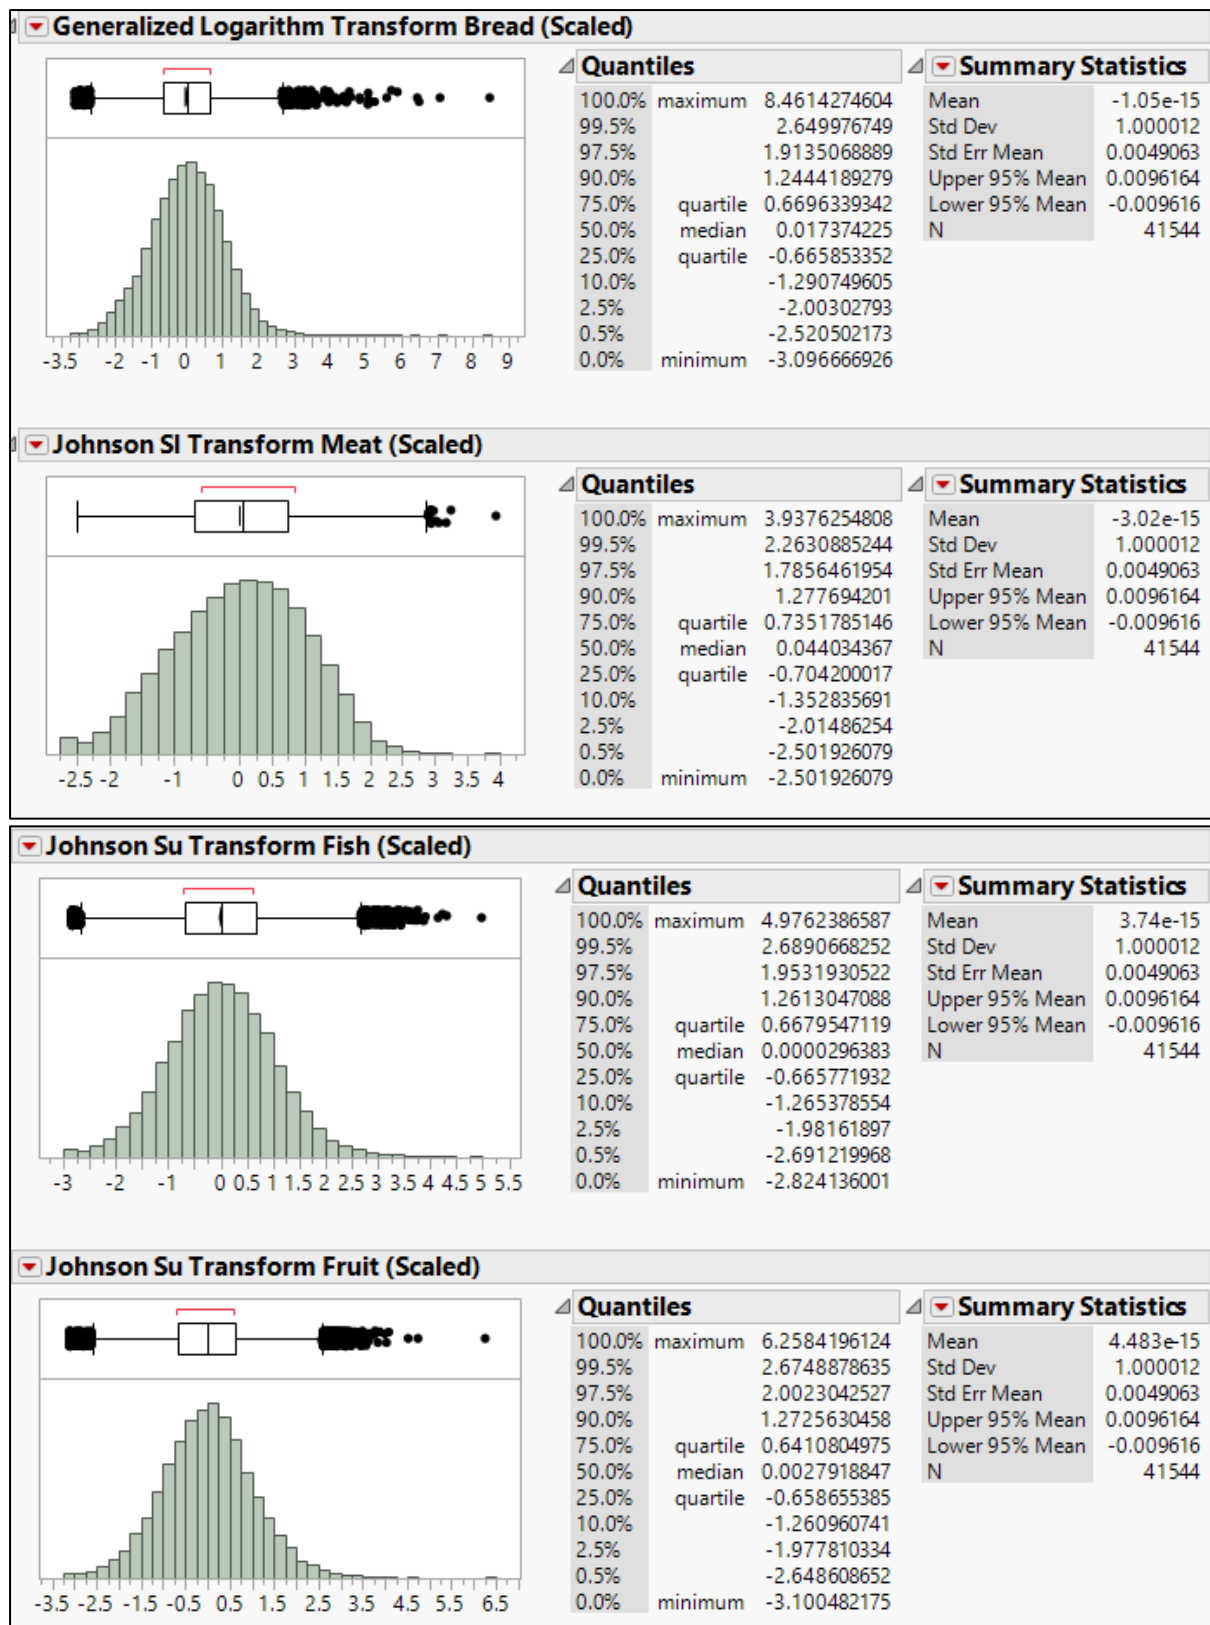 Generalized Logarithm Transform Bread (Scaled)
Quantiles
100.0% maximum 8.4614274604
99.5% 2.649976749
97.5% 1.9135068889
90.0% 1.2444189279
75.0% quartile 0.6696339342
50.0% median 0.017374225
25.0% quartile -0.665853352
10.0% -1.290749605
2.5% -2.00302793
0.5% -2.520502173
0.0% minimum -3.096666926
Summary Statistics
Mean -1.05e-15
Std Dev 1.000012
Std Err Mean 0.0049063
Upper 95% Mean 0.0096164
Lower 95% Mean -0.009616
N 41544
-3.5 -2 -1 0 1 2 3 4 5 6 7 8 9
Johnson Sl Transform Meat (Scaled)
Quantiles
100.0% maximum 3.9376254808
99.5% 2.2630885244
97.5% 1.7856461954
90.0% 1.277694201
75.0% quartile 0.7351785146
50.0% median 0.044034367
25.0% quartile -0.704200017
10.0% -1.352835691
2.5% -2.01486254
0.5% -2.501926079
0.0% minimum -2.501926079
Summary Statistics
Mean -3.02e-15
Std Dev 1.000012
Std Err Mean 0.0049063
Upper 95% Mean 0.0096164
Lower 95% Mean -0.009616
N 41544
-2.5 -2 -1 0 0.5 1 1.5 2 2.5 3 3.5 4
Johnson Su Transform Fish (Scaled)
Quantiles
100.0% maximum 4.9762386587
99.5% 2.6890668252
97.5% 1.9531930522
90.0% 1.2613047088
75.0% quartile 0.6679547119
50.0% median 0.0000296383
25.0% quartile -0.665771932
10.0% -1.265378554
2.5% -1.98161897
0.5% -2.691219968
0.0% minimum -2.824136001
Summary Statistics
Mean 3.74e-15
Std Dev 1.000012
Std Err Mean 0.0049063
Upper 95% Mean 0.0096164
Lower 95% Mean -0.009616
N 41544
-3 -2 -1 0 0.5 1 1.5 2 2.5 3 3.5 4 4.5 5 5.5
Johnson Su Transform Fruit (Scaled)
Quantiles
100.0% maximum 6.2584196124
99.5% 2.6748878635
97.5% 2.0023042527
90.0% 1.2725630458
75.0% quartile 0.6410804975
50.0% median 0.0027918847
25.0% quartile -0.658655385
10.0% -1.260960741
2.5% -1.977810334
0.5% -2.648608652
0.0% minimum -3.100482175
Summary Statistics
Mean 4.483e-15
Std Dev 1.000012
Std Err Mean 0.0049063
Upper 95% Mean 0.0096164
Lower 95% Mean -0.009616
N 41544
-3.5 -2.5 -1.5 -0.5 0.5 1.5 2.5 3.5 4.5 5.5 6.5